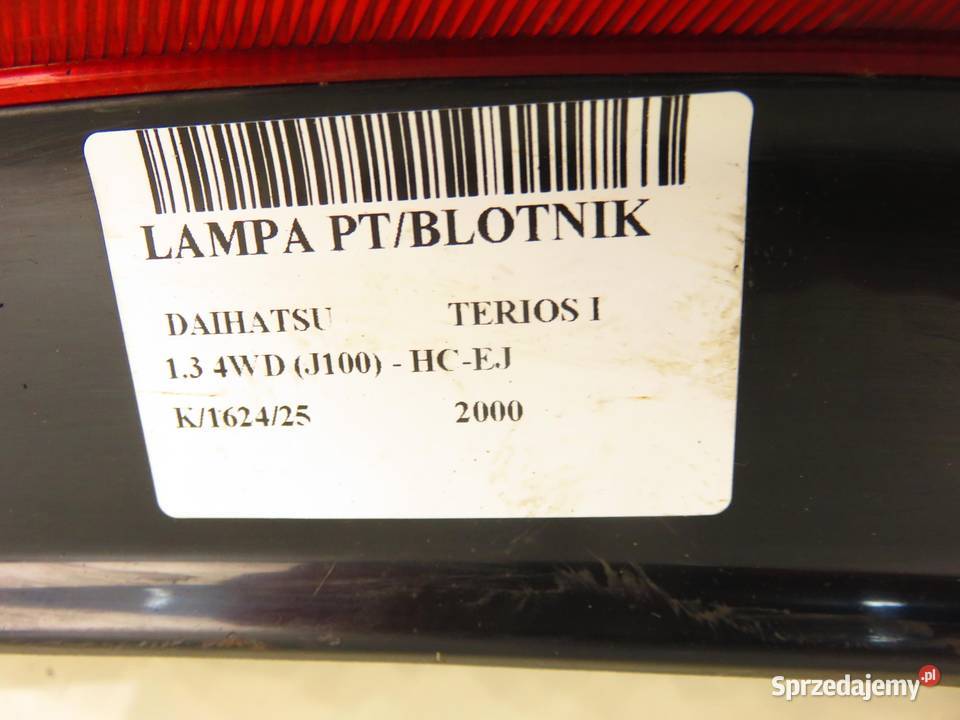 LAMPA PT/BLOTNIK
DAIHATSU TERIOS I
1.3 4WD (J100) - HC-EJ
K/1624/25 2000
Sprzedajemy.pl